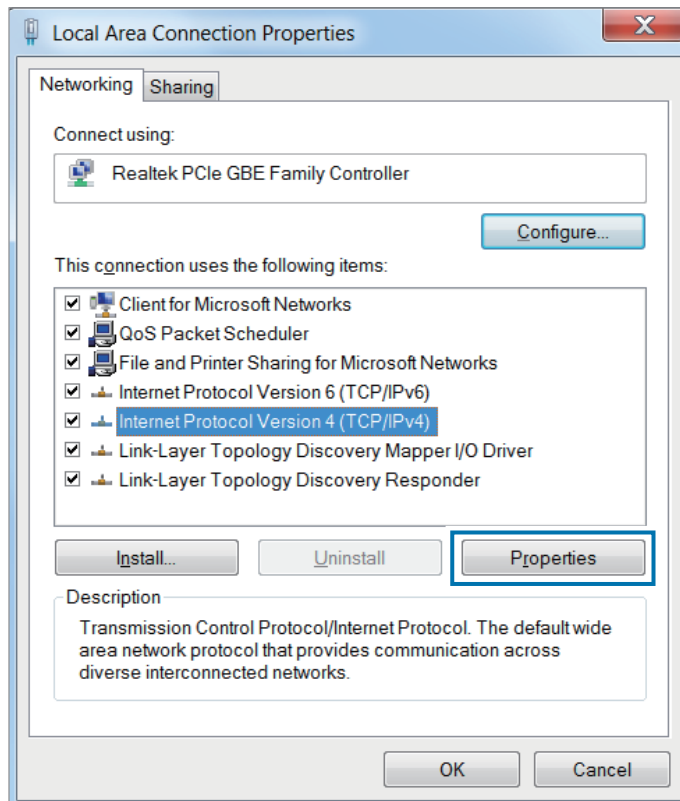 Local Area Connection Properties
Networking Sharing
Connect using:
Realtek PCIe GBE Family Controller
Configure...
This connection uses the following items:
Client for Microsoft Networks
QoS Packet Scheduler
File and Printer Sharing for Microsoft Networks
Internet Protocol Version 6 (TCP/IPv6)
Internet Protocol Version 4 (TCP/IPv4)
Link-Layer Topology Discovery Mapper I/O Driver
Link-Layer Topology Discovery Responder
Install... Uninstall Properties
Description
Transmission Control Protocol/Internet Protocol. The default wide
area network protocol that provides communication across
diverse interconnected networks.
OK Cancel